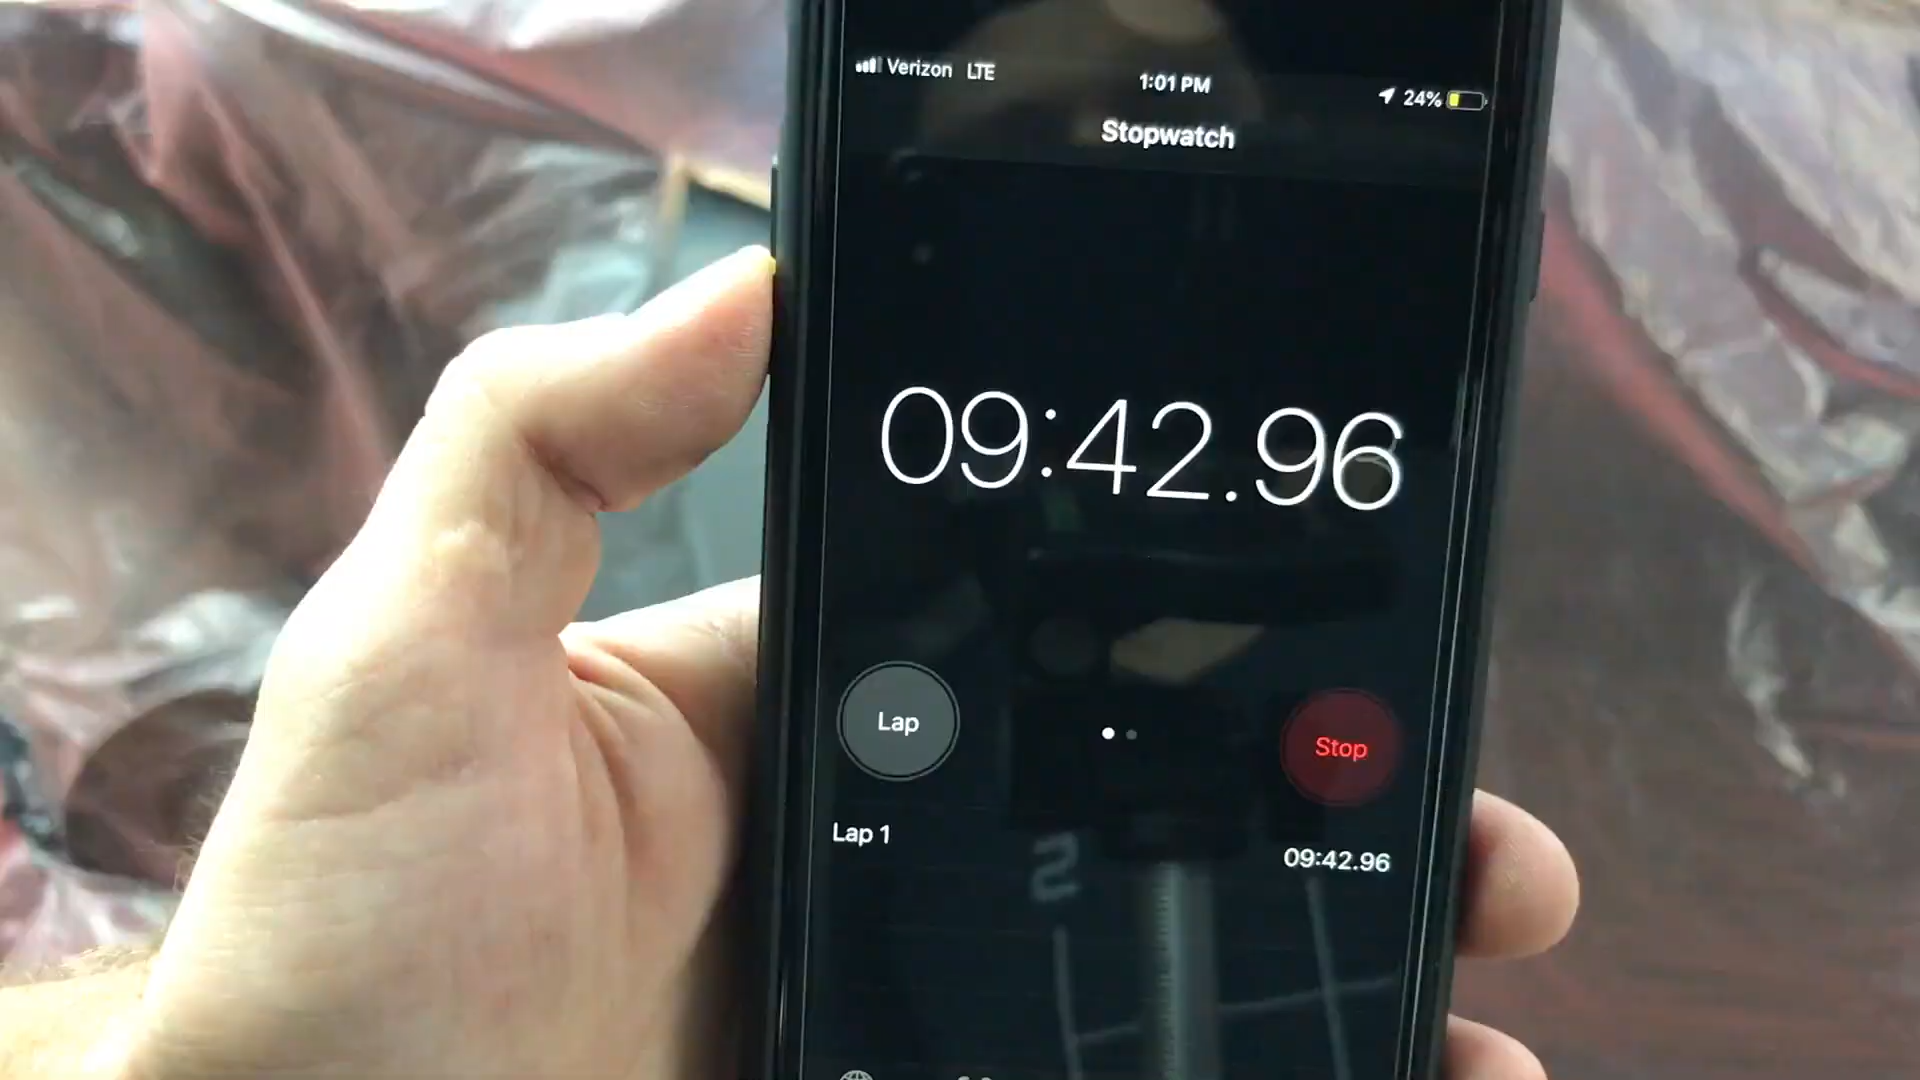 Verizon LTE 1:01 PM 24%
Stopwatch
09:42.96
Lap Stop
Lap 1 09:42.96